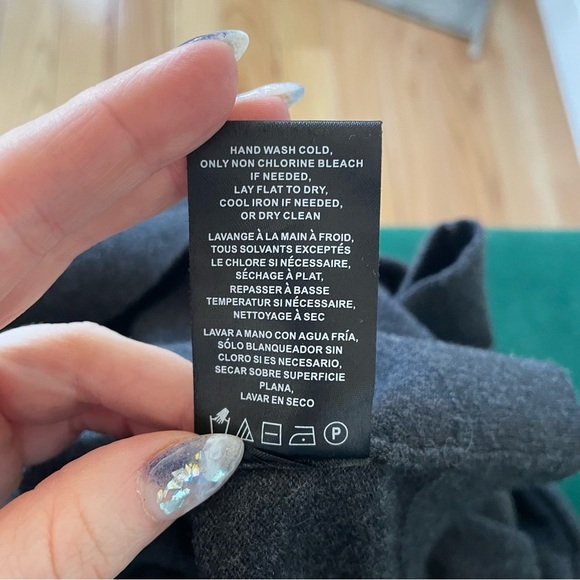 HAND WASH COLD,
ONLY NON CHLORINE BLEACH
IF NEEDED,
LAY FLAT TO DRY,
COOL IRON IF NEEDED,
OR DRY CLEAN
LAVANGE À LA MAIN À FROID,
TOUS SOLVANTS EXCEPTÉS
LE CHLORE SI NÉCESSAIRE,
SÉCHAGE À PLAT,
REPASSER À BASSE
TEMPERATUR SI NÉCESSAIRE,
NETTOYAGE À SEC
LAVAR A MANO CON AGUA FRÍA,
SÓLO BLANQUEADOR SIN
CLORO SI ES NECESARIO,
SECAR SOBRE SUPERFICIE
PLANA,
LAVAR EN SECO
P